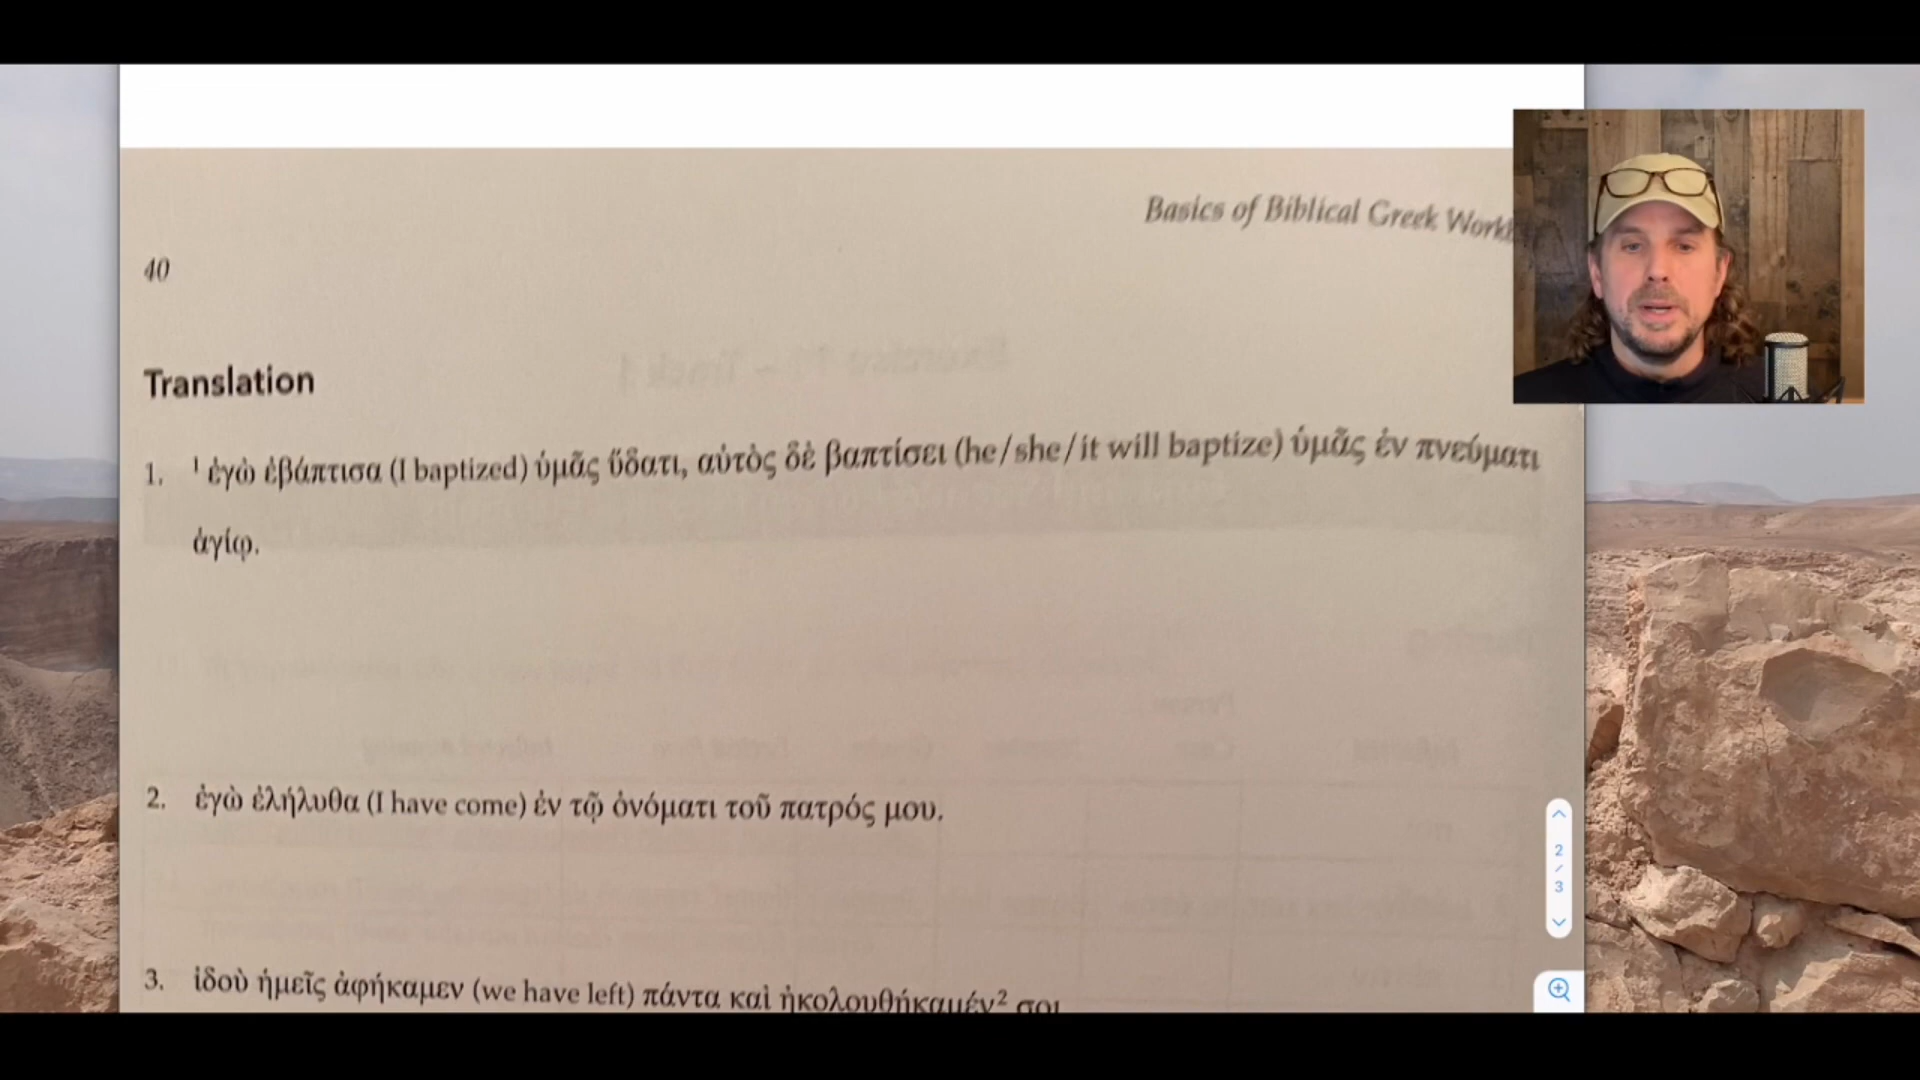 Basics of Biblical Greek
40
Translation
1. ¹ ἐγὼ ἐβάπτισα (I baptized) ὑμᾶς ὕδατι, αὐτὸς δὲ βαπτίσει (he/she/it will baptize) ὑμᾶς ἐν πνεύματι
ἁγίῳ.
2. ἐγὼ ἐλήλυθα (I have come) ἐν τῷ ὀνόματι τοῦ πατρός μου.
3. ἰδοὺ ἡμεῖς ἀφήκαμεν (we have left) πάντα καὶ ἠκολουθήκαμέν² σοι
2
/
3